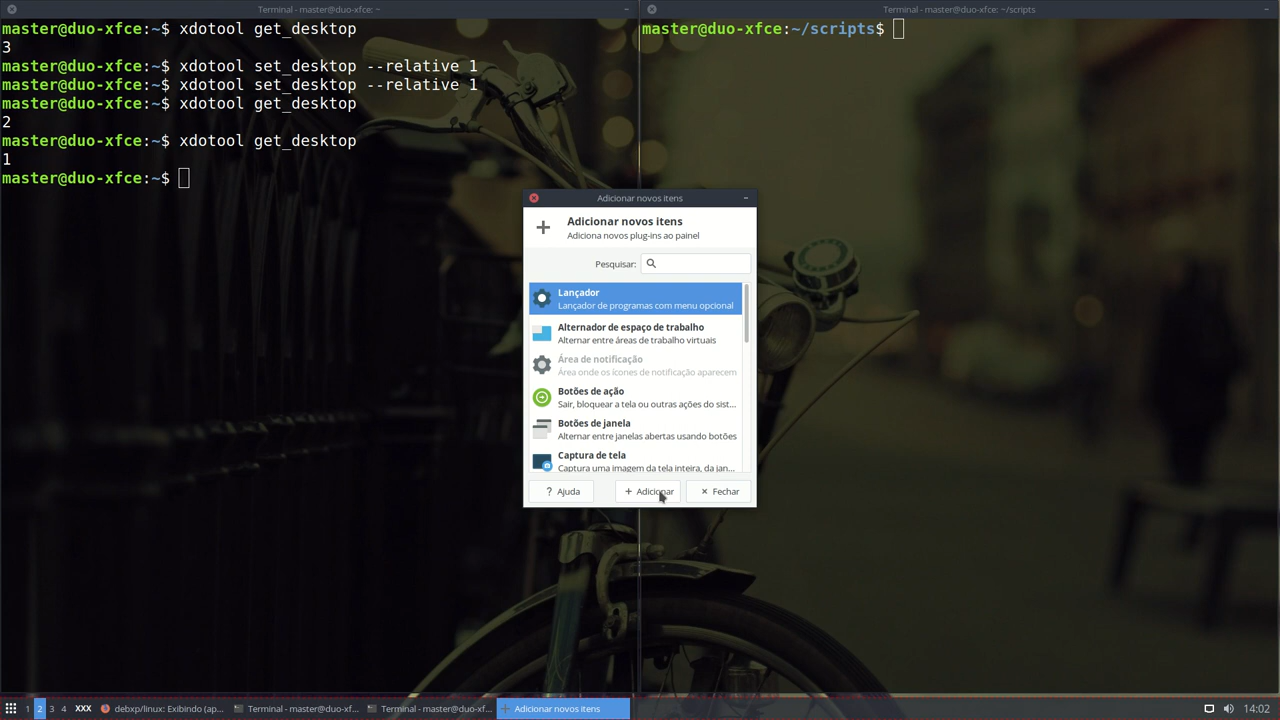 Terminal - master@duo-xfce: ~
master@duo-xfce:~$ xdotool get_desktop
3
master@duo-xfce:~$ xdotool set_desktop --relative 1
master@duo-xfce:~$ xdotool set_desktop --relative 1
master@duo-xfce:~$ xdotool get_desktop
2
master@duo-xfce:~$ xdotool get_desktop
1
master@duo-xfce:~$
Terminal - master@duo-xfce: ~/scripts
master@duo-xfce:~/scripts$
Adicionar novos itens
Adicionar novos itens
Adiciona novos plug-ins ao painel
Pesquisar:
Lançador
Lançador de programas com menu opcional
Alternador de espaço de trabalho
Alternar entre áreas de trabalho virtuais
Área de notificação
Área onde os ícones de notificação aparecem
Botões de ação
Sair, bloquear a tela ou outras ações do sist...
Botões de janela
Alternar entre janelas abertas usando botões
Captura de tela
Captura uma imagem da tela inteira, da jan...
? Ajuda
+ Adicionar
× Fechar
1 2 3 4 XXX debxp/linux: Exibindo (ap... Terminal - master@duo-xf... Terminal - master@duo-xf... Adicionar novos itens 14:02